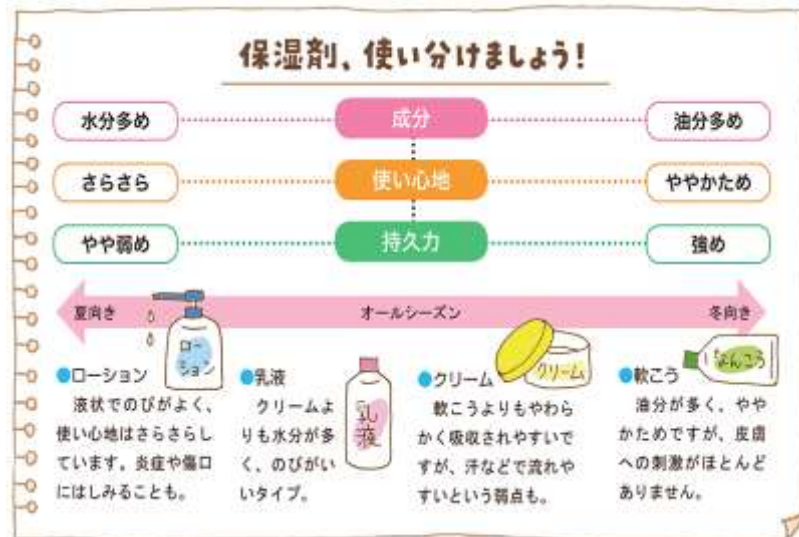 保湿剤、使い分けましょう!
水分多め 成分 油分多め
さらさら 使い心地 ややかため
やや弱め 持久力 強め
夏向き オールシーズン 冬向き
ローション
ローション
液状でのびがよく、
使い心地はさらさらし
ています。炎症や傷口
にはしみることも。
乳液
乳液
クリームよ
りも水分が多
く、のびがい
いタイプ。
クリーム
クリーム
軟こうよりもやわら
かく吸収されやすいで
すが、汗などで流れや
すいという弱点も。
なんこう
軟こう
油分が多く、やや
かためですが、皮膚
への刺激がほとんど
ありません。